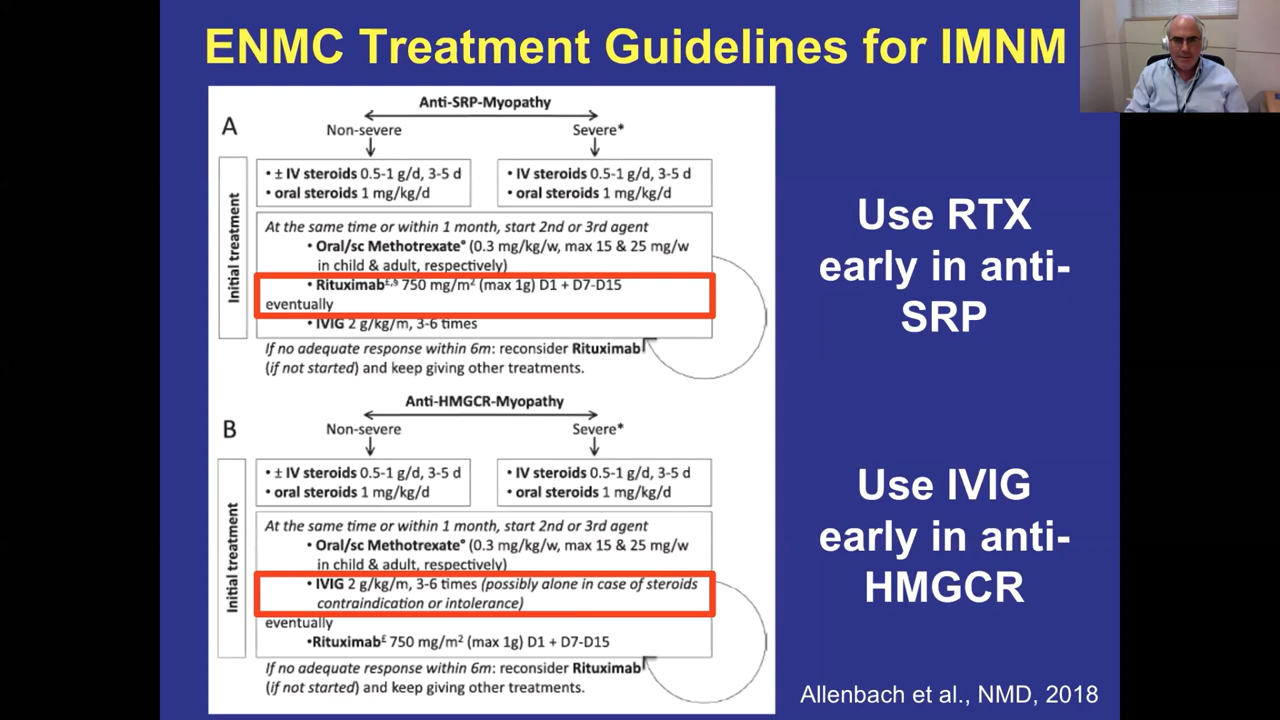 ENMC Treatment Guidelines for IMNM
Anti-SRP-Myopathy
A
Non-severe
Severe*
Initial treatment
• ± IV steroids 0.5-1 g/d, 3-5 d
• oral steroids 1 mg/kg/d
• IV steroids 0.5-1 g/d, 3-5 d
• oral steroids 1 mg/kg/d
At the same time or within 1 month, start 2nd or 3rd agent
• Oral/sc Methotrexate° (0.3 mg/kg/w, max 15 & 25 mg/w
in child & adult, respectively)
• Rituximab£,§ 750 mg/m² (max 1g) D1 + D7-D15
eventually
• IVIG 2 g/kg/m, 3-6 times
If no adequate response within 6m: reconsider Rituximab
(if not started) and keep giving other treatments.
Use RTX
early in anti-
SRP
Anti-HMGCR-Myopathy
B
Non-severe
Severe*
Initial treatment
• ± IV steroids 0.5-1 g/d, 3-5 d
• oral steroids 1 mg/kg/d
• IV steroids 0.5-1 g/d, 3-5 d
• oral steroids 1 mg/kg/d
At the same time or within 1 month, start 2nd or 3rd agent
• Oral/sc Methotrexate° (0.3 mg/kg/w, max 15 & 25 mg/w
in child & adult, respectively)
• IVIG 2 g/kg/m, 3-6 times (possibly alone in case of steroids
contraindication or intolerance)
eventually
•Rituximab£ 750 mg/m² (max 1g) D1 + D7-D15
If no adequate response within 6m: reconsider Rituximab
(if not started) and keep giving other treatments.
Use IVIG
early in anti-
HMGCR
Allenbach et al., NMD, 2018